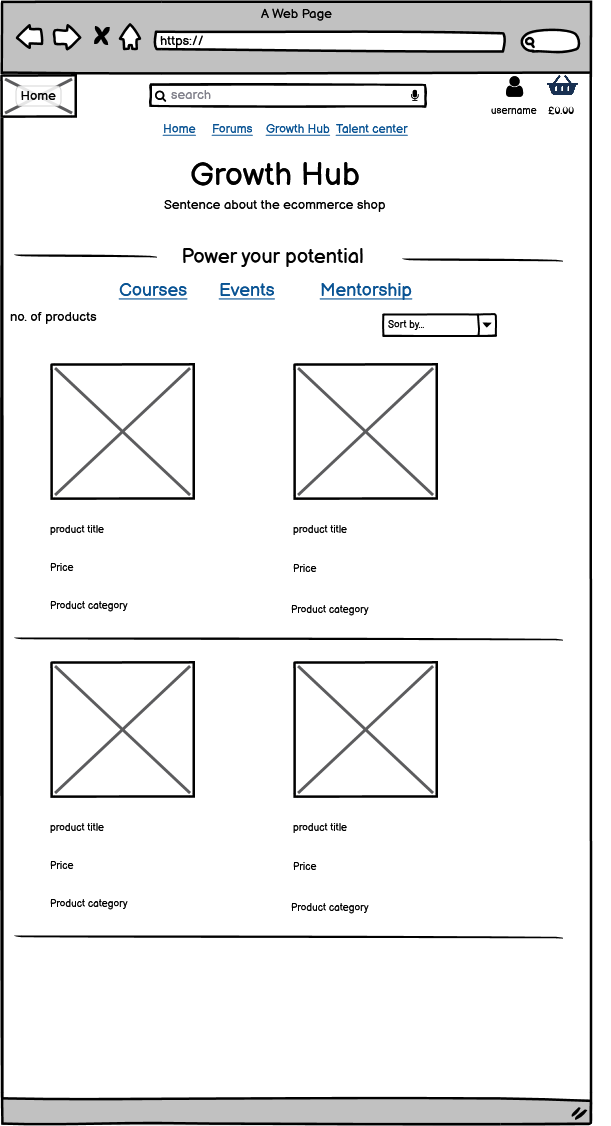 A Web Page
https://
Home
search
username £0.00
Home Forums Growth Hub Talent center
Growth Hub
Sentence about the ecommerce shop
Power your potential
Courses Events Mentorship
no. of products
Sort by...
product title product title
Price Price
Product category Product category
product title product title
Price Price
Product category Product category